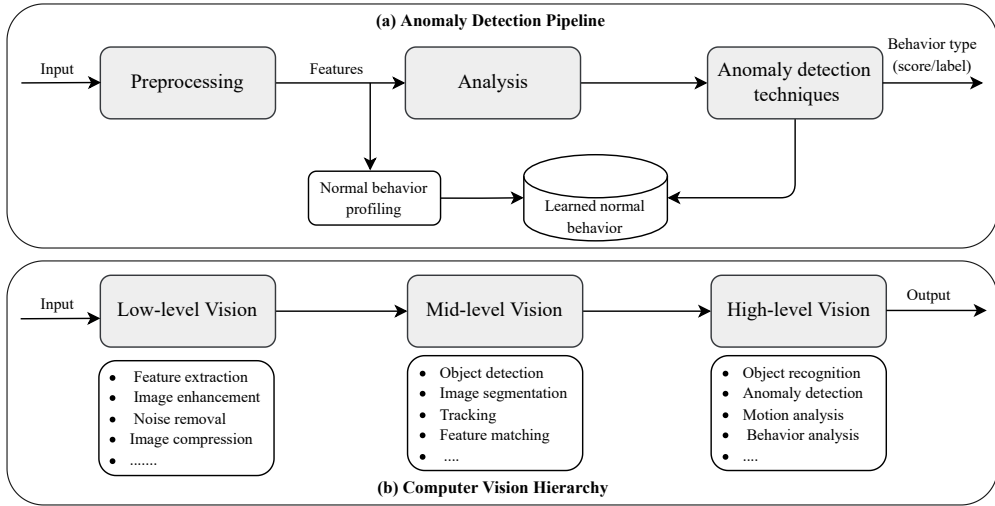 (a) Anomaly Detection Pipeline
Input
Preprocessing
Features
Analysis
Anomaly detection
techniques
Behavior type
(score/label)
Normal behavior
profiling
Learned normal
behavior
Input
Low-level Vision
Mid-level Vision
High-level Vision
Output
• Feature extraction
• Image enhancement
• Noise removal
• Image compression
• .......
• Object detection
• Image segmentation
• Tracking
• Feature matching
• ....
• Object recognition
• Anomaly detection
• Motion analysis
• Behavior analysis
• ....
(b) Computer Vision Hierarchy